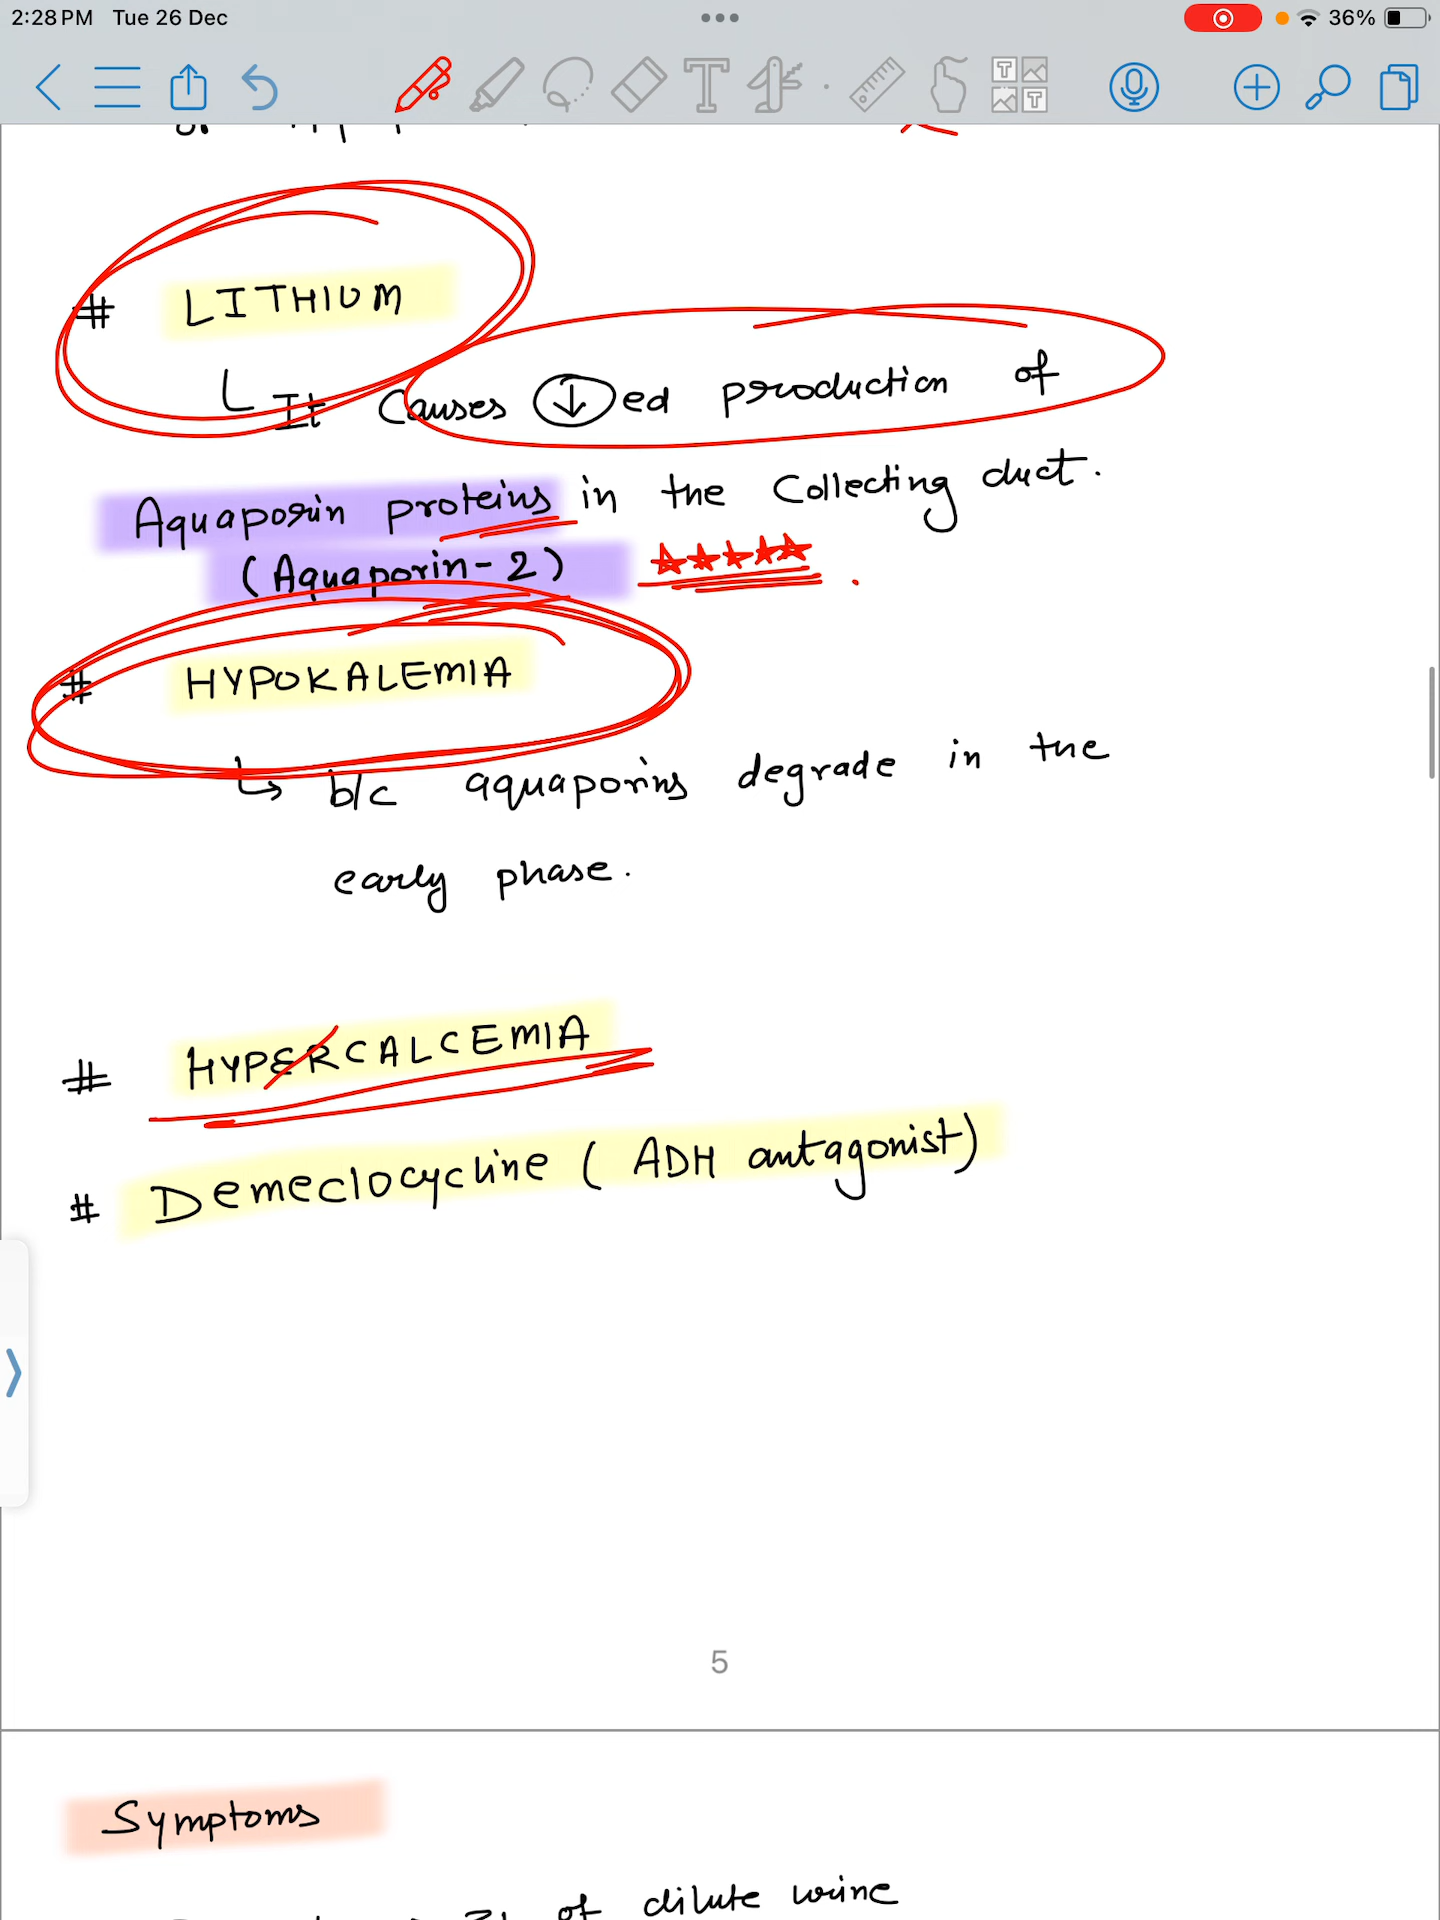 2:28 PM Tue 26 Dec
36%
# LITHIUM
It Causes ↓ed production of
Aquaporin proteins in the Collecting duct.
(Aquaporin-2)
# HYPOKALEMIA
↳ b/c aquaporins degrade in the
early phase.
# HYPERCALCEMIA
# Demeclocycline (ADH antagonist)
5
Symptoms
of dilute urine